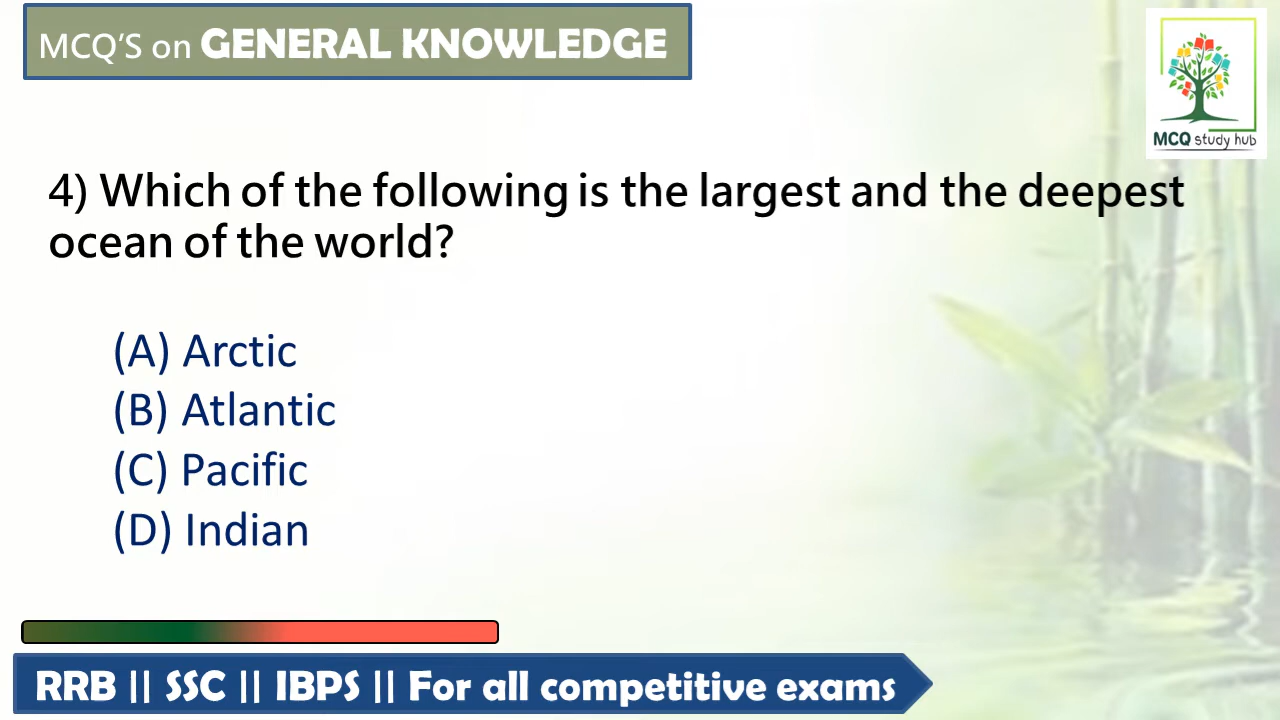 MCQ'S on GENERAL KNOWLEDGE
MCQ study hub
4) Which of the following is the largest and the deepest
ocean of the world?
(A) Arctic
(B) Atlantic
(C) Pacific
(D) Indian
RRB || SSC || IBPS || For all competitive exams